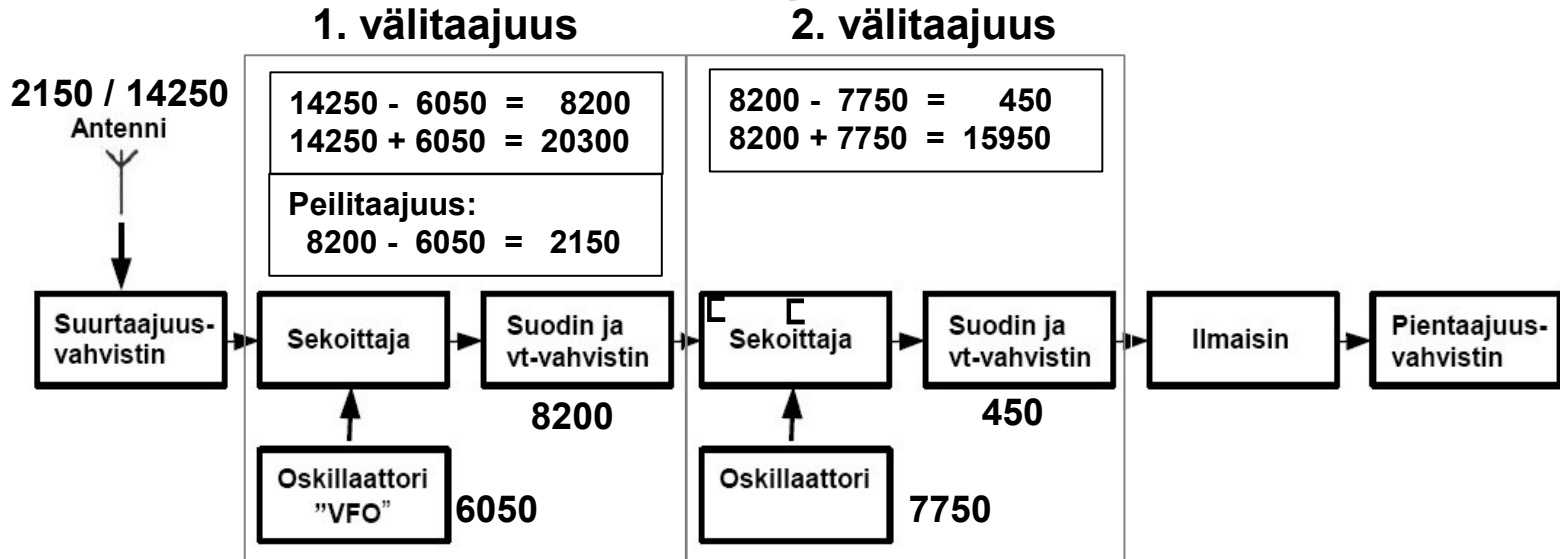 1. välitaajuus
2. välitaajuus
2150 / 14250
Antenni
14250 - 6050 = 8200
14250 + 6050 = 20300
Peilitaajuus:
8200 - 6050 = 2150
8200 - 7750 = 450
8200 + 7750 = 15950
Suurtaajuus-
vahvistin
Sekoittaja
Suodin ja
vt-vahvistin
Sekoittaja
Suodin ja
vt-vahvistin
Ilmaisin
Pientaajuus-
vahvistin
8200
450
Oskillaattori
”VFO”
6050
Oskillaattori
7750